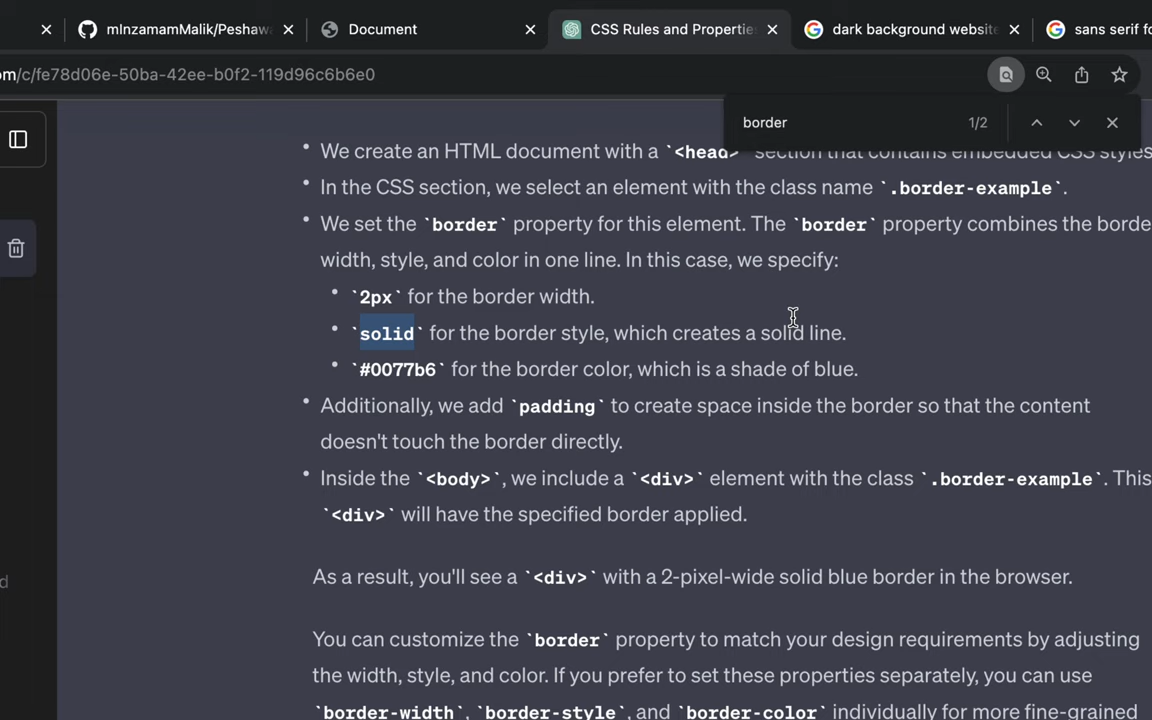 mInzamamMalik/Peshawa
Document
CSS Rules and Propertie
dark background website
sans serif fo
om/c/fe78d06e-50ba-42ee-b0f2-119d96c6b6e0
border 1/2
We create an HTML document with a `<head>` section that contains embedded CSS styles
In the CSS section, we select an element with the class name `.border-example`.
We set the `border` property for this element. The `border` property combines the borde
width, style, and color in one line. In this case, we specify:
`2px` for the border width.
`solid` for the border style, which creates a solid line.
`#0077b6` for the border color, which is a shade of blue.
Additionally, we add `padding` to create space inside the border so that the content
doesn't touch the border directly.
Inside the `<body>`, we include a `<div>` element with the class `.border-example`. This
`<div>` will have the specified border applied.
d
As a result, you'll see a `<div>` with a 2-pixel-wide solid blue border in the browser.
You can customize the `border` property to match your design requirements by adjusting
the width, style, and color. If you prefer to set these properties separately, you can use
`border-width`, `border-style`, and `border-color` individually for more fine-grained